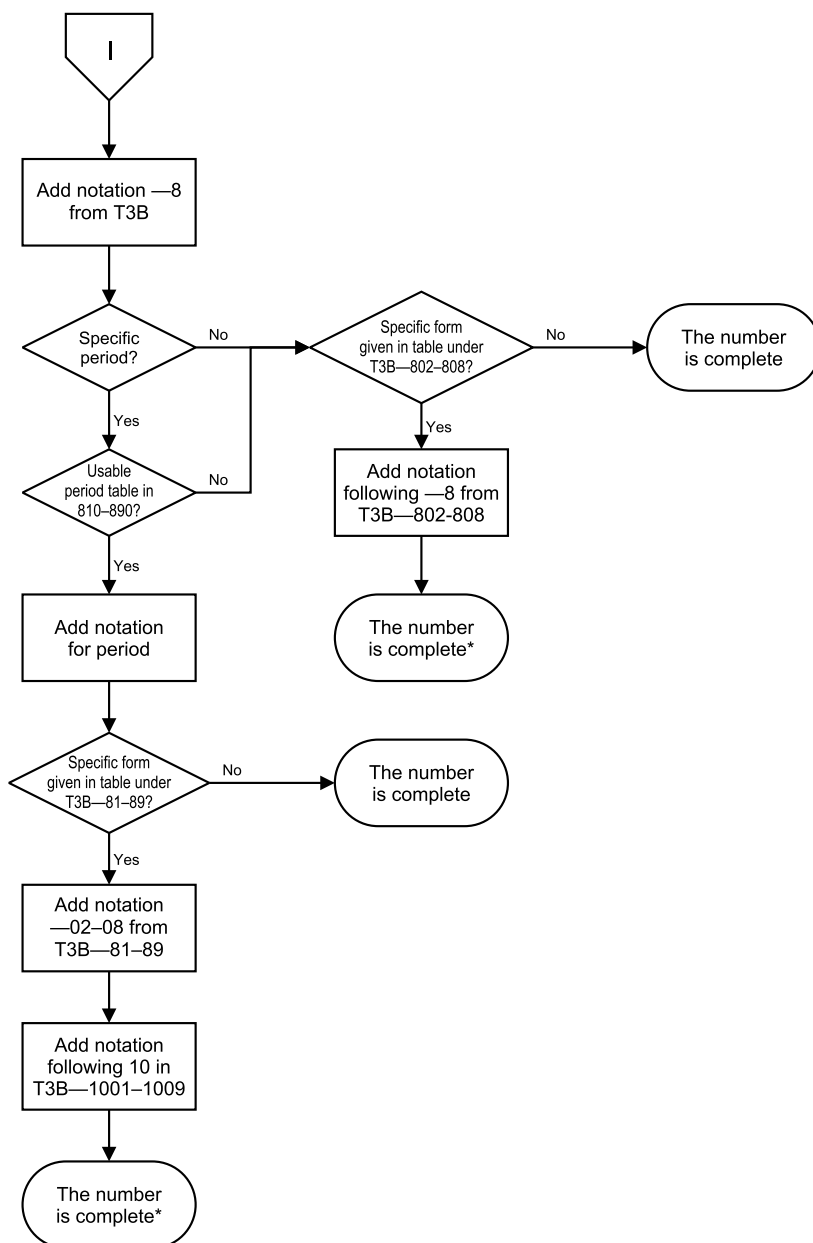 I
Add notation —8
from T3B
Specific
period?
No
Specific form
given in table under
T3B—802–808?
No
The number
is complete
Yes
Yes
Usable
period table in
810–890?
No
Add notation
following —8 from
T3B—802-808
Yes
Add notation
for period
The number
is complete*
Specific form
given in table under
T3B—81–89?
No
The number
is complete
Yes
Add notation
—02–08 from
T3B—81–89
Add notation
following 10 in
T3B—1001–1009
The number
is complete*